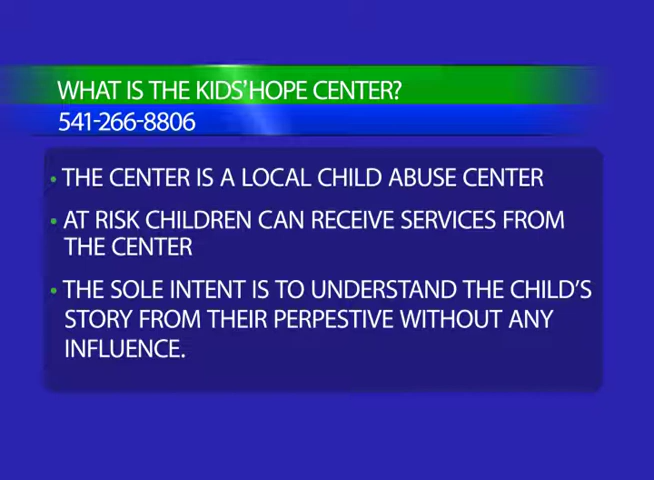 WHAT IS THE KIDS' HOPE CENTER?
541-266-8806
• THE CENTER IS A LOCAL CHILD ABUSE CENTER
• AT RISK CHILDREN CAN RECEIVE SERVICES FROM
THE CENTER
• THE SOLE INTENT IS TO UNDERSTAND THE CHILD'S
STORY FROM THEIR PERPESTIVE WITHOUT ANY
INFLUENCE.